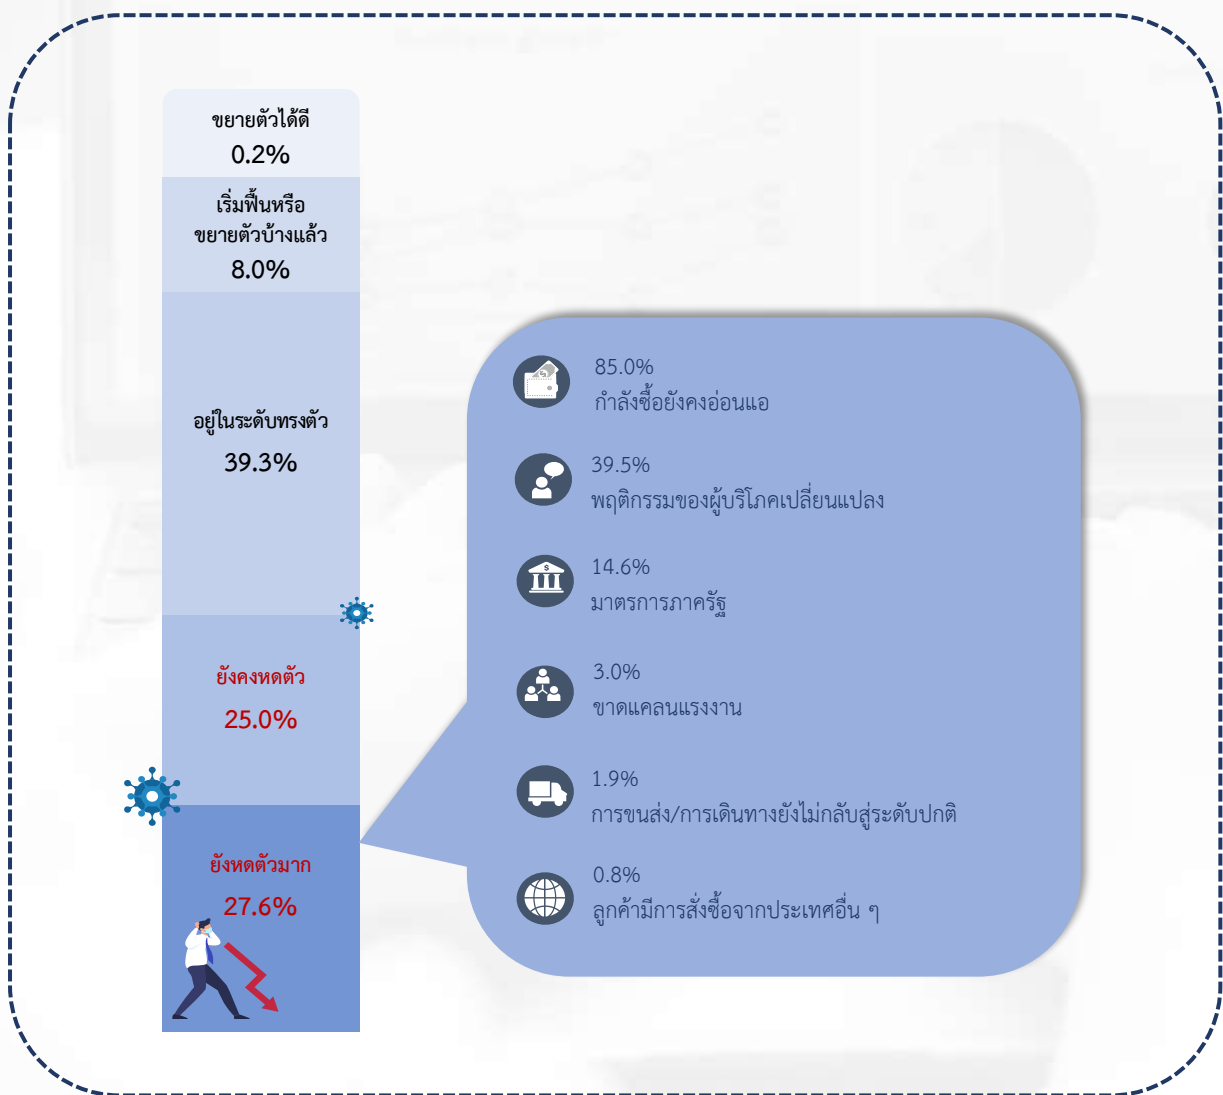 ขยายตัวได้ดี
0.2%
เริ่มฟื้นหรือ
ขยายตัวบ้างแล้ว
8.0%
อยู่ในระดับทรงตัว
39.3%
ยังคงหดตัว
25.0%
ยังหดตัวมาก
27.6%
85.0%
กำลังซื้อยังคงอ่อนแอ
39.5%
พฤติกรรมของผู้บริโภคเปลี่ยนแปลง
14.6%
มาตรการภาครัฐ
3.0%
ขาดแคลนแรงงาน
1.9%
การขนส่ง/การเดินทางยังไม่กลับสู่ระดับปกติ
0.8%
ลูกค้ามีการสั่งซื้อจากประเทศอื่น ๆ